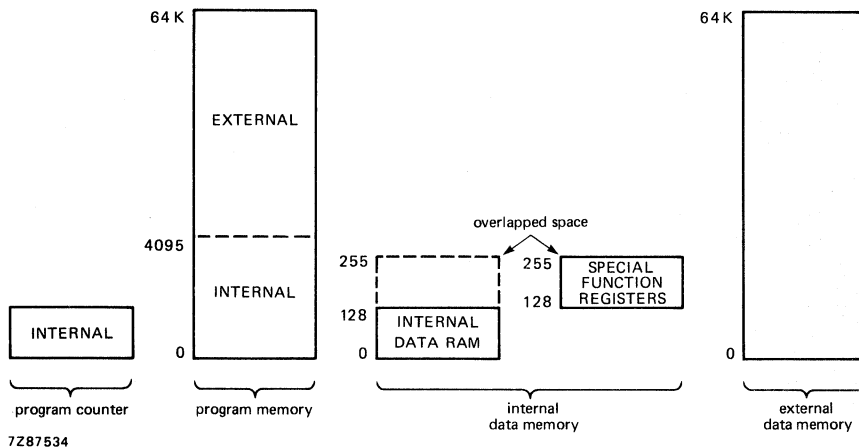 64K
EXTERNAL
4095
INTERNAL
0
INTERNAL
program counter
program memory
overlapped space
255
128
INTERNAL
DATA RAM
0
255
128
SPECIAL
FUNCTION
REGISTERS
internal
data memory
64K
0
external
data memory
7Z87534